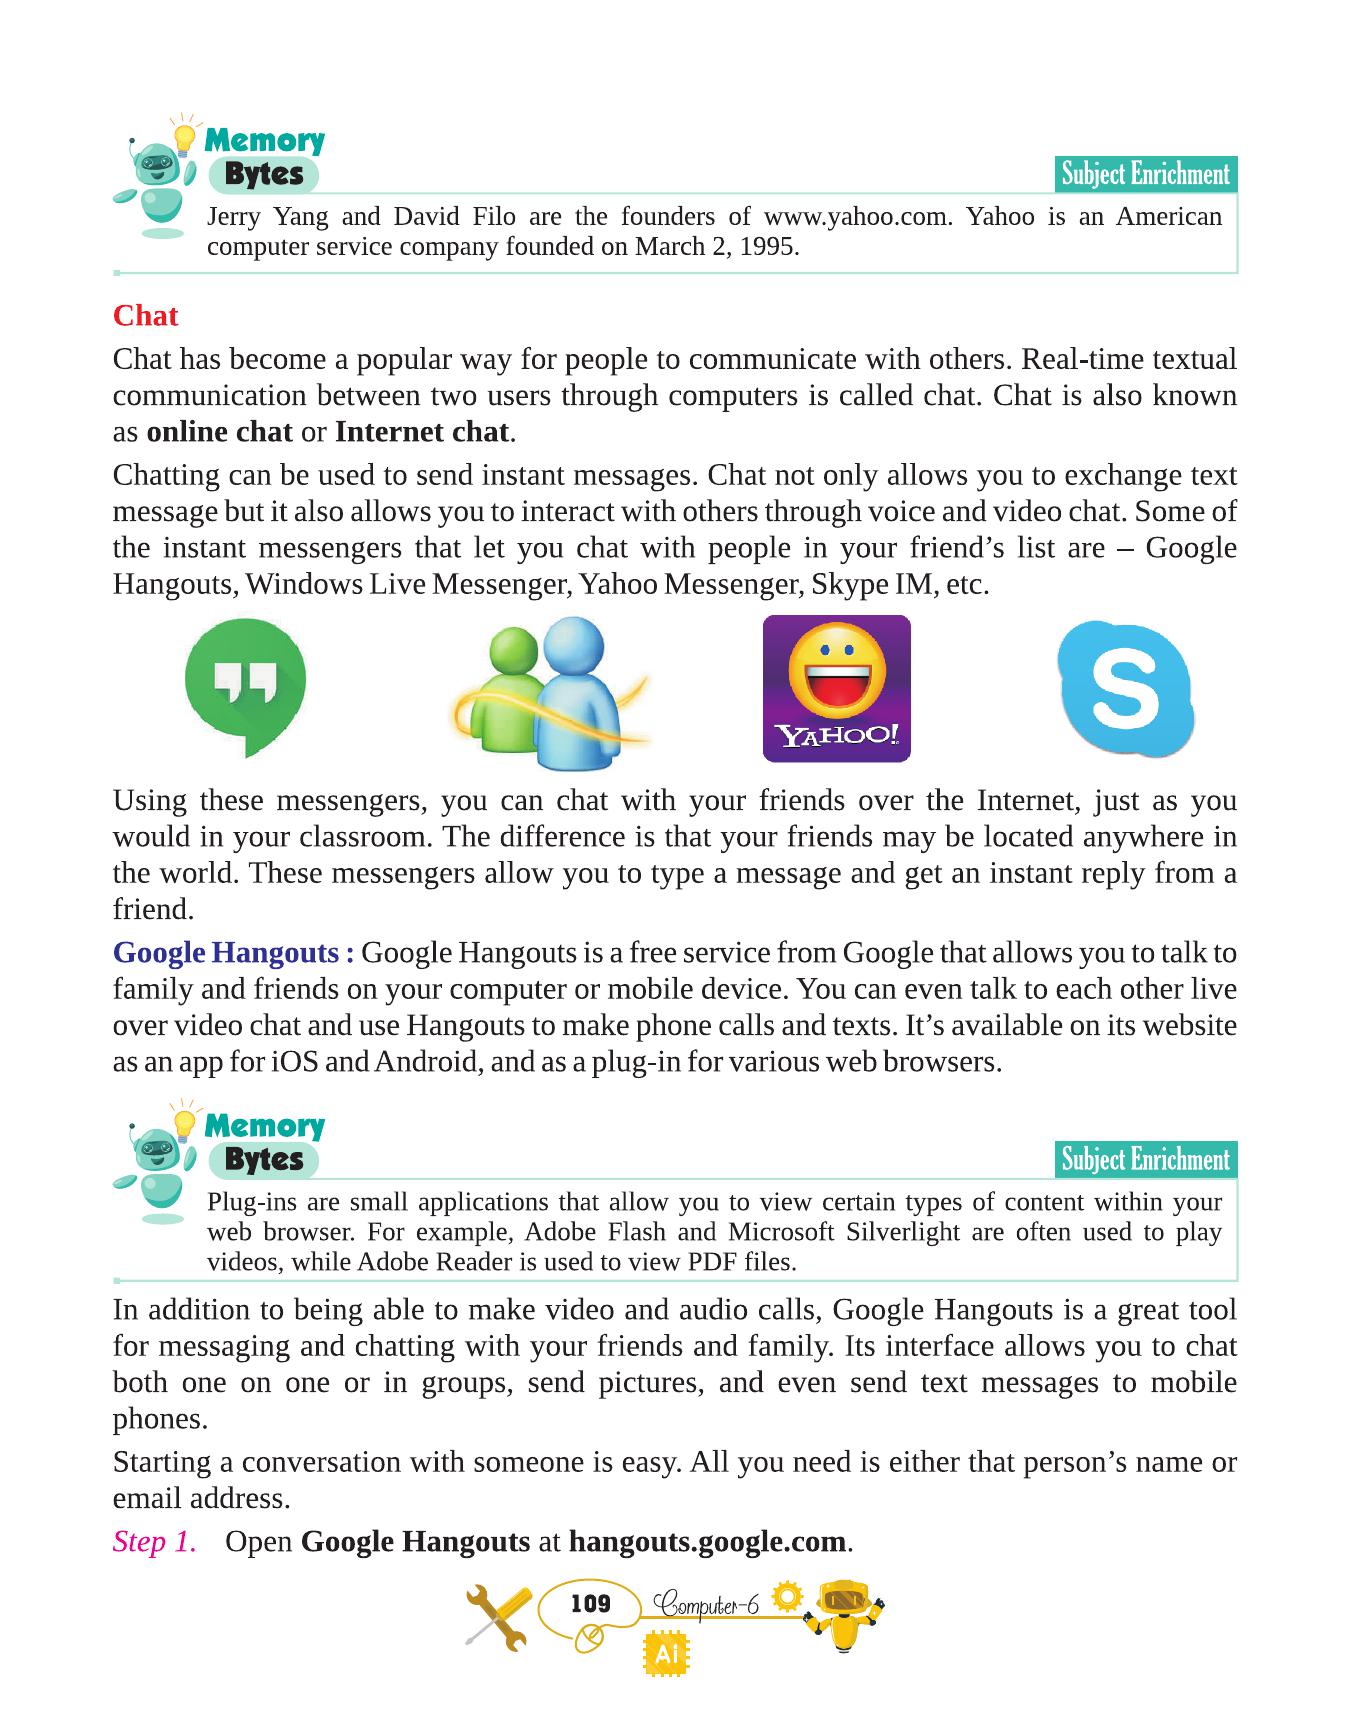 Memory
Bytes
Subject Enrichment
Jerry Yang and David Filo are the founders of www.yahoo.com. Yahoo is an American
computer service company founded on March 2, 1995.
Chat
Chat has become a popular way for people to communicate with others. Real-time textual
communication between two users through computers is called chat. Chat is also known
as online chat or Internet chat.
Chatting can be used to send instant messages. Chat not only allows you to exchange text
message but it also allows you to interact with others through voice and video chat. Some of
the instant messengers that let you chat with people in your friend’s list are – Google
Hangouts, Windows Live Messenger, Yahoo Messenger, Skype IM, etc.
YAHOO!
S
Using these messengers, you can chat with your friends over the Internet, just as you
would in your classroom. The difference is that your friends may be located anywhere in
the world. These messengers allow you to type a message and get an instant reply from a
friend.
Google Hangouts : Google Hangouts is a free service from Google that allows you to talk to
family and friends on your computer or mobile device. You can even talk to each other live
over video chat and use Hangouts to make phone calls and texts. It’s available on its website
as an app for iOS and Android, and as a plug-in for various web browsers.
Memory
Bytes
Subject Enrichment
Plug-ins are small applications that allow you to view certain types of content within your
web browser. For example, Adobe Flash and Microsoft Silverlight are often used to play
videos, while Adobe Reader is used to view PDF files.
In addition to being able to make video and audio calls, Google Hangouts is a great tool
for messaging and chatting with your friends and family. Its interface allows you to chat
both one on one or in groups, send pictures, and even send text messages to mobile
phones.
Starting a conversation with someone is easy. All you need is either that person’s name or
email address.
Step 1. Open Google Hangouts at hangouts.google.com.
109 Computer-6
Ai